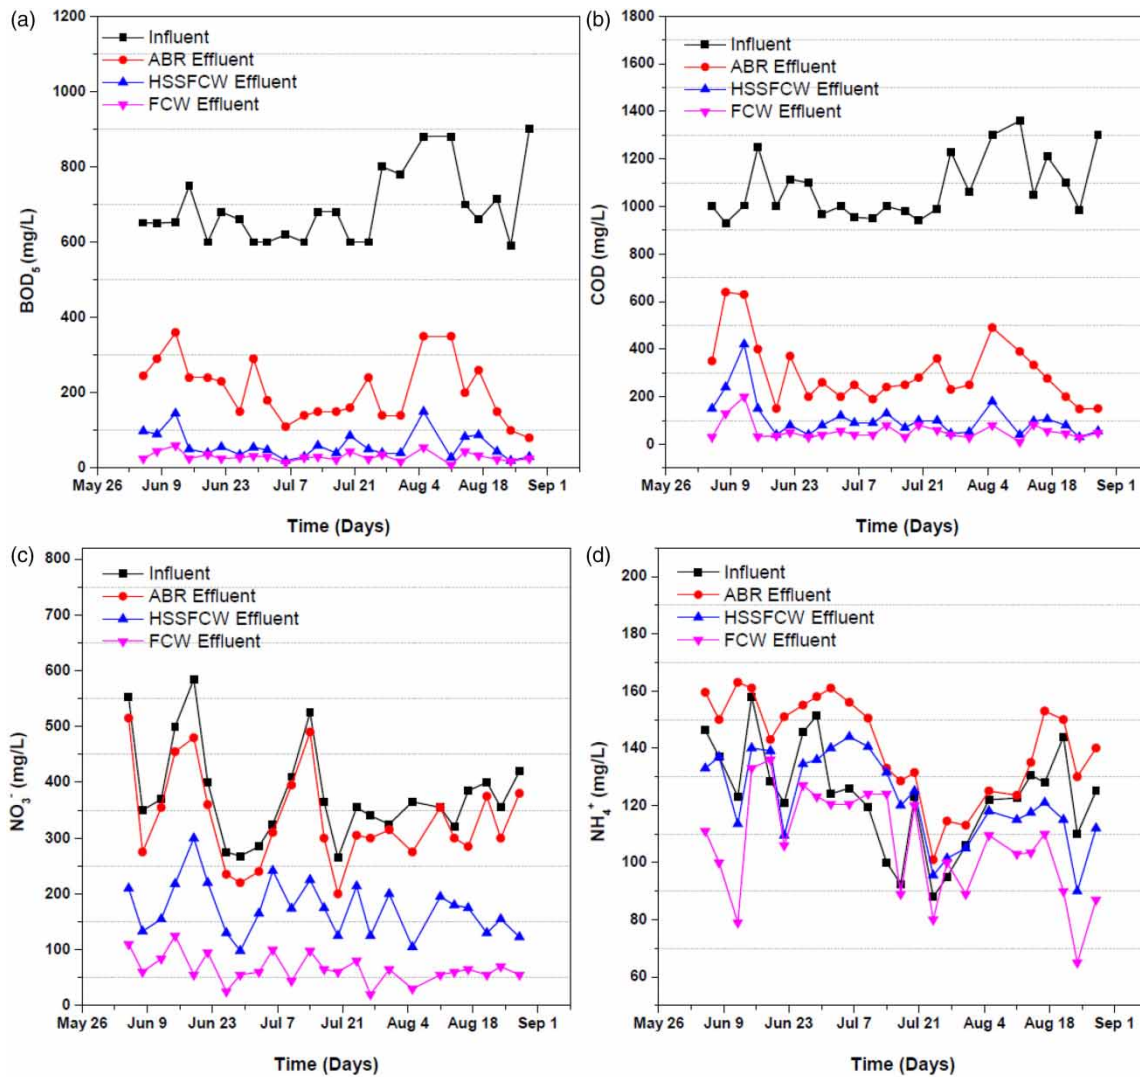 (a)
1200
1000
800
600
400
200
0
BOD5 (mg/L)
Influent
ABR Effluent
HSSFCW Effluent
FCW Effluent
May 26 Jun 9 Jun 23 Jul 7 Jul 21 Aug 4 Aug 18 Sep 1
Time (Days)
(b)
1800
1600
1400
1200
1000
800
600
400
200
0
COD (mg/L)
Influent
ABR Effluent
HSSFCW Effluent
FCW Effluent
May 26 Jun 9 Jun 23 Jul 7 Jul 21 Aug 4 Aug 18 Sep 1
Time (Days)
(c)
800
700
600
500
400
300
200
100
0
NO3- (mg/L)
Influent
ABR Effluent
HSSFCW Effluent
FCW Effluent
May 26 Jun 9 Jun 23 Jul 7 Jul 21 Aug 4 Aug 18 Sep 1
Time (Days)
(d)
200
180
160
140
120
100
80
60
NH4+ (mg/L)
Influent
ABR Effluent
HSSFCW Effluent
FCW Effluent
May 26 Jun 9 Jun 23 Jul 7 Jul 21 Aug 4 Aug 18 Sep 1
Time (Days)